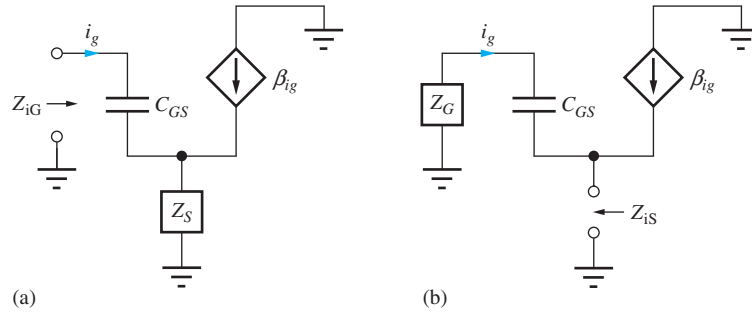 i_g
β_ig
Z_iG
C_GS
Z_S
(a)
i_g
β_ig
Z_G
C_GS
Z_iS
(b)